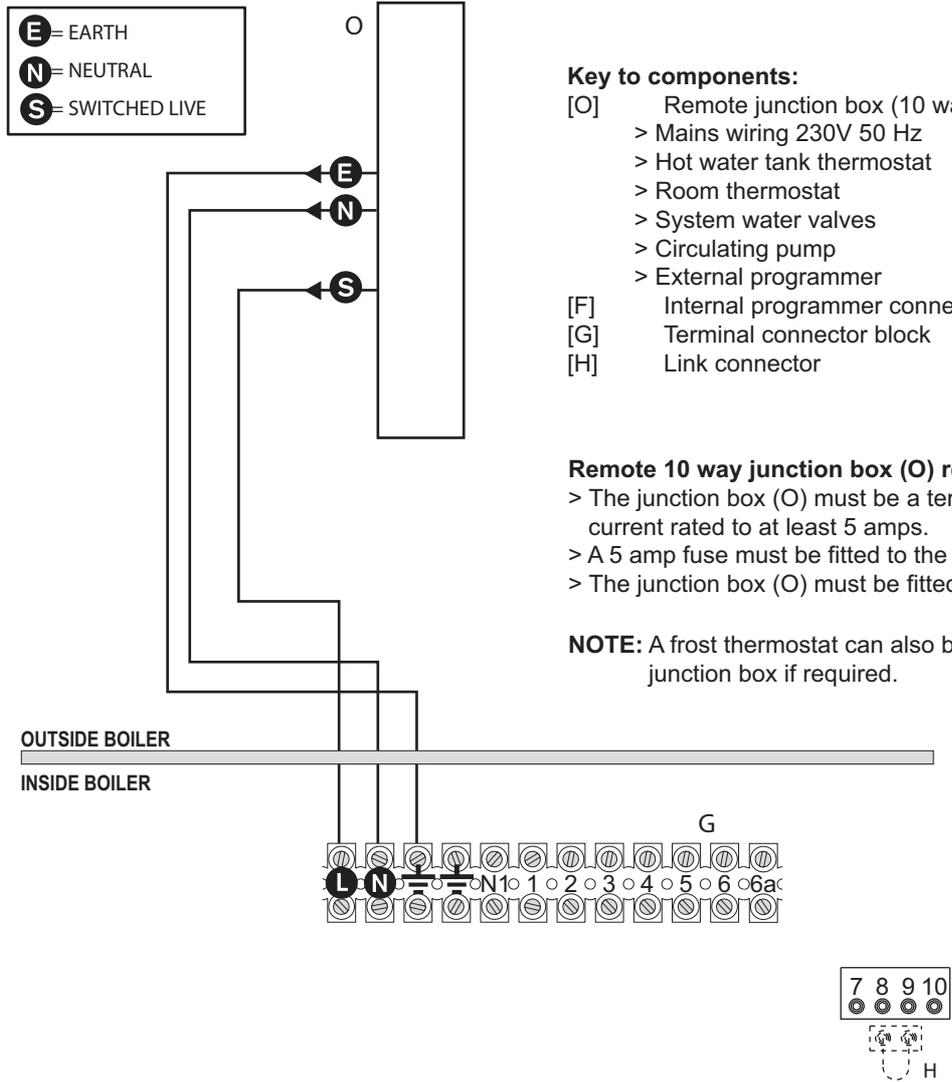 E = EARTH
N = NEUTRAL
S = SWITCHED LIVE
O
E
N
S
Key to components:
[O] Remote junction box (10
> Mains wiring 230V 50 Hz
> Hot water tank thermostat
> Room thermostat
> System water valves
> Circulating pump
> External programmer
[F] Internal programmer
[G] Terminal connector block
[H] Link connector
Remote 10 way junction box (O)
> The junction box (O) must be a
current rated to at least 5 amps.
> A 5 amp fuse must be fitted to the
> The junction box (O) must be fitted
NOTE: A frost thermostat can also
junction box if required.
OUTSIDE BOILER
INSIDE BOILER
G
L N N1 1 2 3 4 5 6 6a
7 8 9 10
H